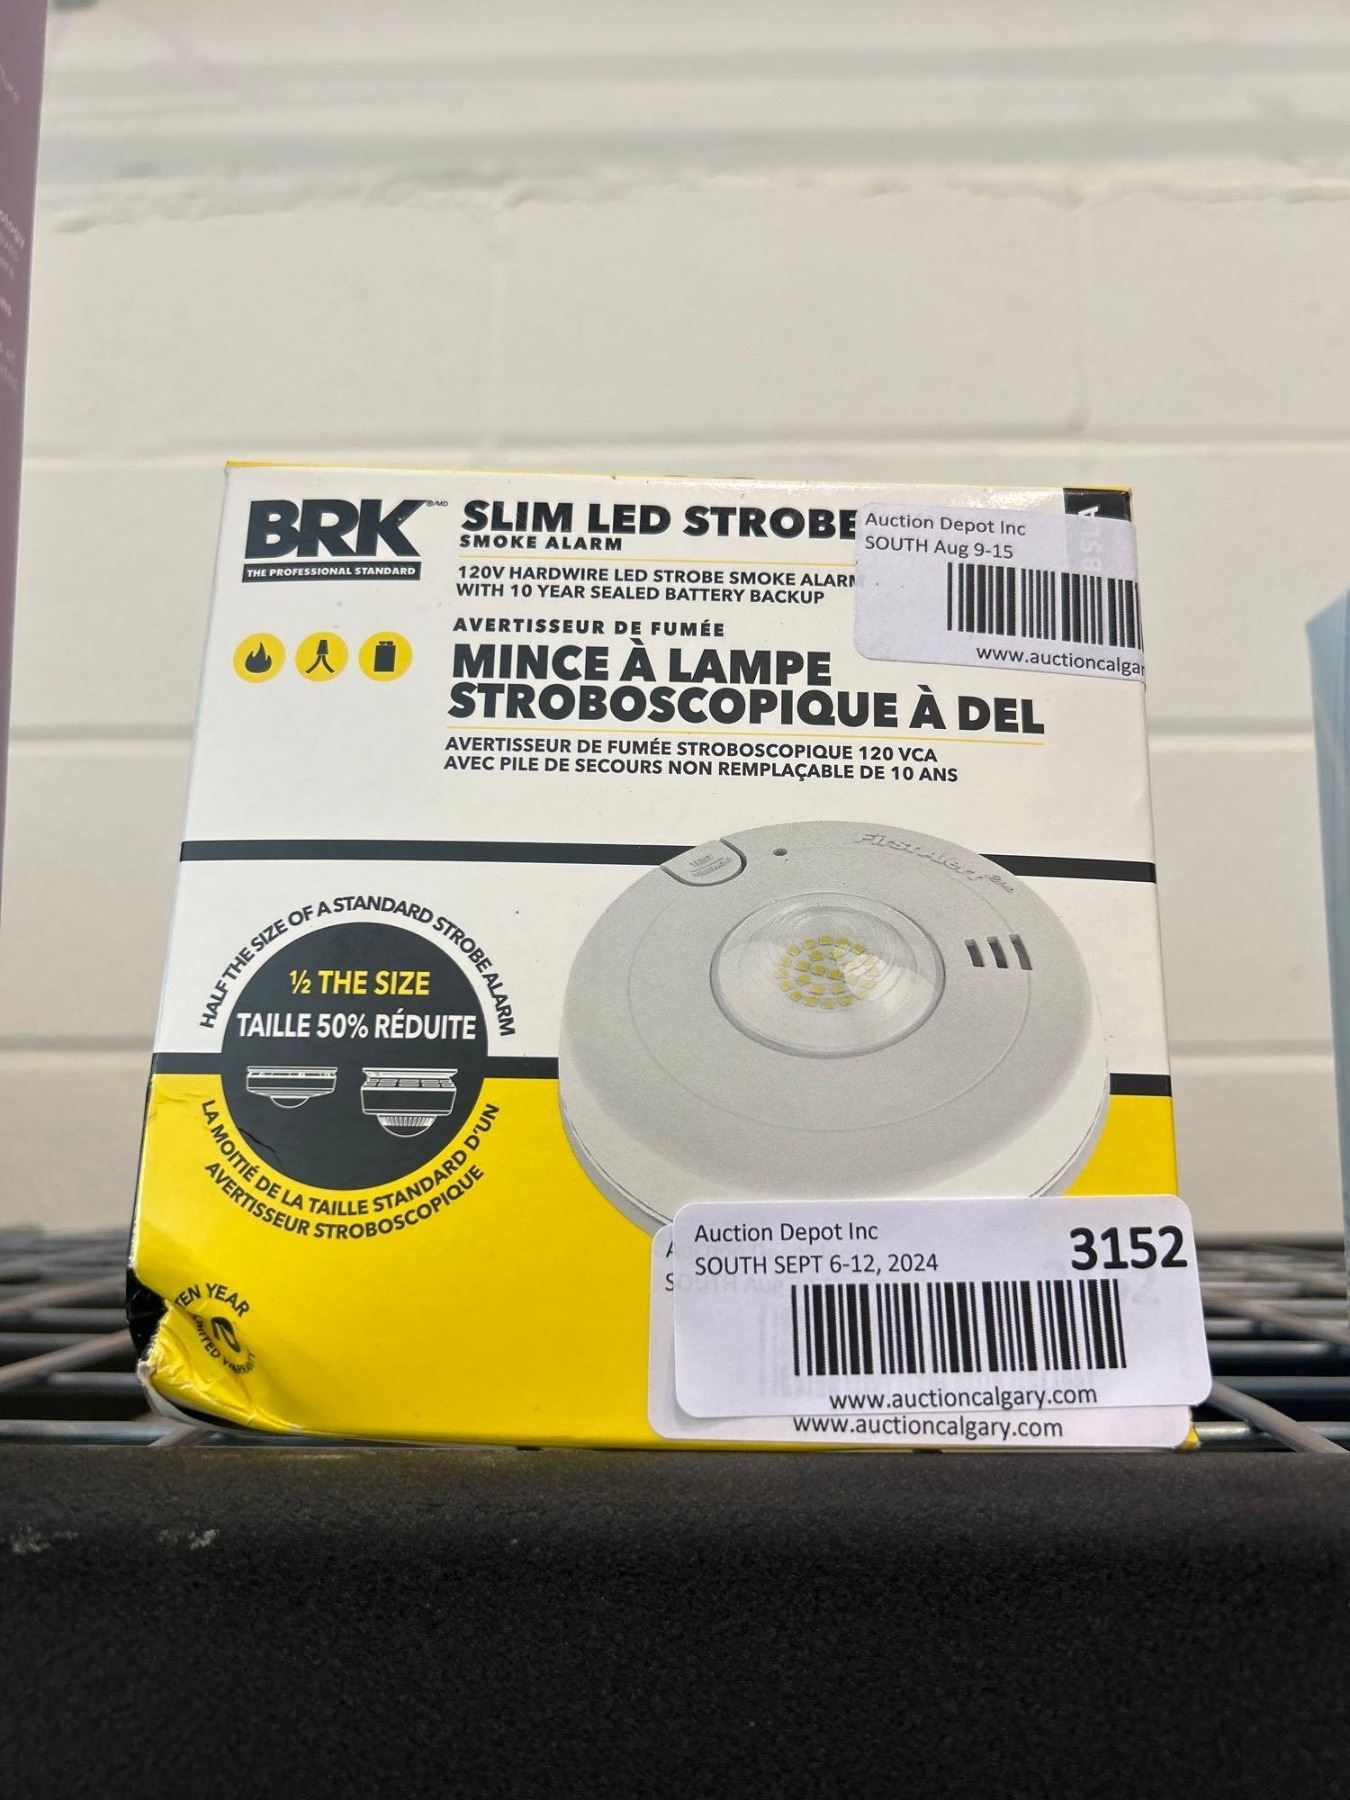 BRK ®/MD
THE PROFESSIONAL STANDARD
SLIM LED STROBE
SMOKE ALARM
120V HARDWIRE LED STROBE SMOKE ALARM
WITH 10 YEAR SEALED BATTERY BACKUP
AVERTISSEUR DE FUMÉE
MINCE À LAMPE
STROBOSCOPIQUE À DEL
AVERTISSEUR DE FUMÉE STROBOSCOPIQUE 120 VCA
AVEC PILE DE SECOURS NON REMPLAÇABLE DE 10 ANS
Auction Depot Inc
SOUTH Aug 9-15
www.auctioncalgar
First Alert
HALF THE SIZE OF A STANDARD STROBE ALARM
½ THE SIZE
TAILLE 50% RÉDUITE
LA MOITIÉ DE LA TAILLE STANDARD D'UN
AVERTISSEUR STROBOSCOPIQUE
TEN YEAR
Auction Depot Inc
SOUTH SEPT 6-12, 2024
3152
www.auctioncalgary.com
www.auctioncalgary.com